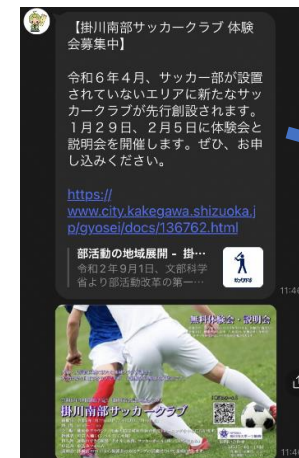 【掛川南部サッカークラブ 体験
会募集中】
令和６年４月、サッカー部が設置
されていないエリアに新たなサッ
カークラブが先行創設されます。
１月29日、２月５日に体験会と
説明会を開催します。ぜひ、お申
し込みください。
https://
www.city.kakegawa.shizuoka.j
p/gyosei/docs/136762.html
部活動の地域展開 - 掛…
令和２年９月1日、文部科学
省より部活動改革の第一…
11:46
無料体験会・説明会
掛川南部サッカークラブ
11:46